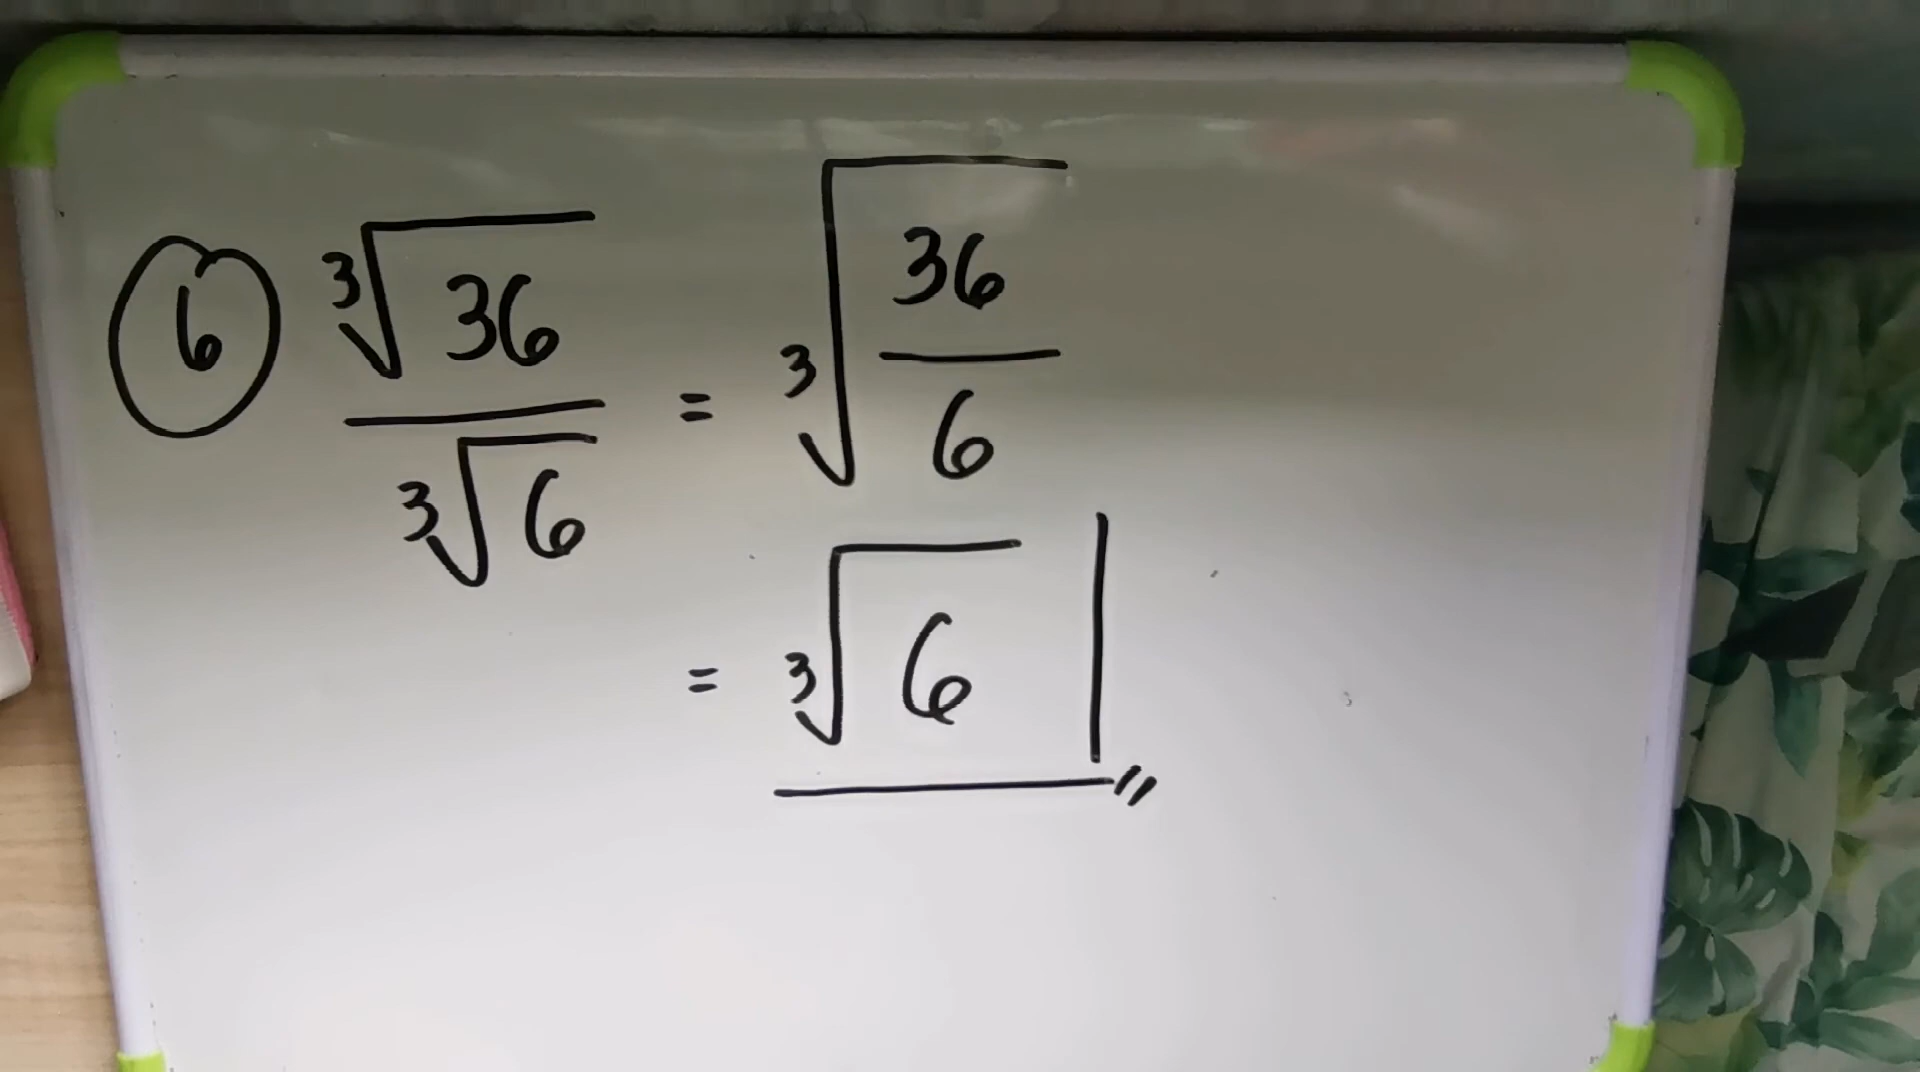 ⑥ ∛36 / ∛6 = ∛(36/6)
= ∛6